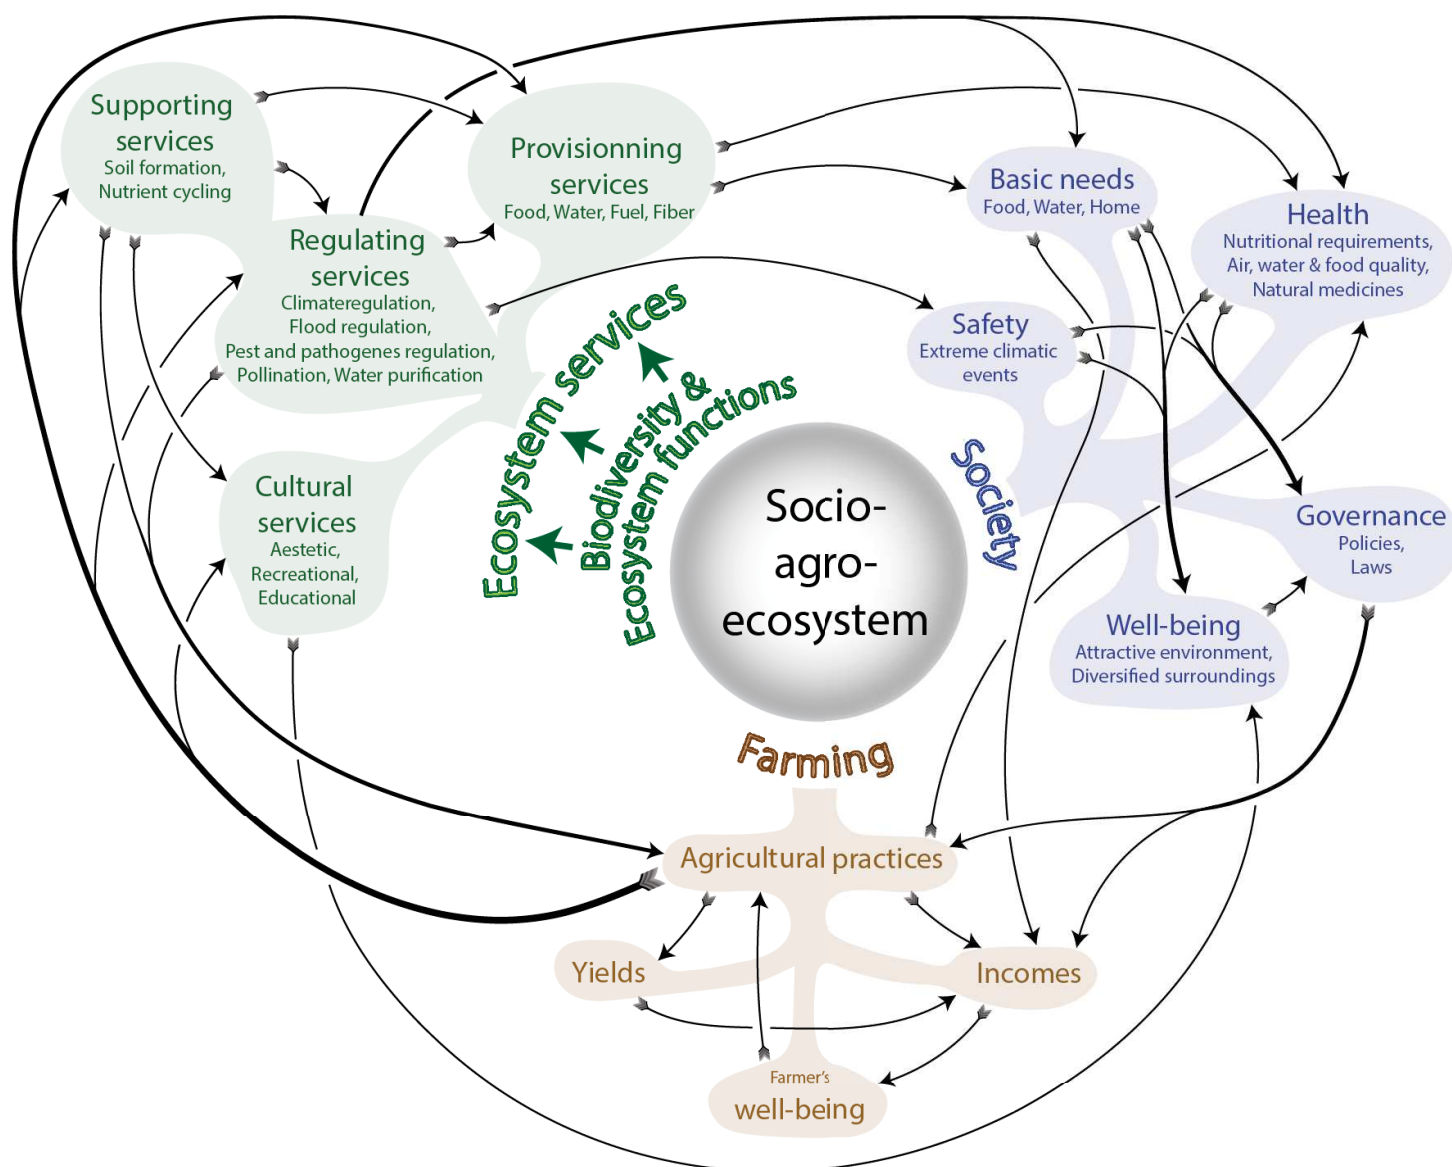 Supporting
services
Soil formation,
Nutrient cycling
Provisionning
services
Food, Water, Fuel, Fiber
Regulating
services
Climateregulation,
Flood regulation,
Pest and pathogenes regulation,
Pollination, Water purification
Cultural
services
Aestetic,
Recreational,
Educational
Ecosystem services
Biodiversity &
Ecosystem functions
Socio-
agro-
ecosystem
Society
Basic needs
Food, Water, Home
Health
Nutritional requirements,
Air, water & food quality,
Natural medicines
Safety
Extreme climatic
events
Governance
Policies,
Laws
Well-being
Attractive environment,
Diversified surroundings
Farming
Agricultural practices
Yields
Incomes
Farmer's
well-being